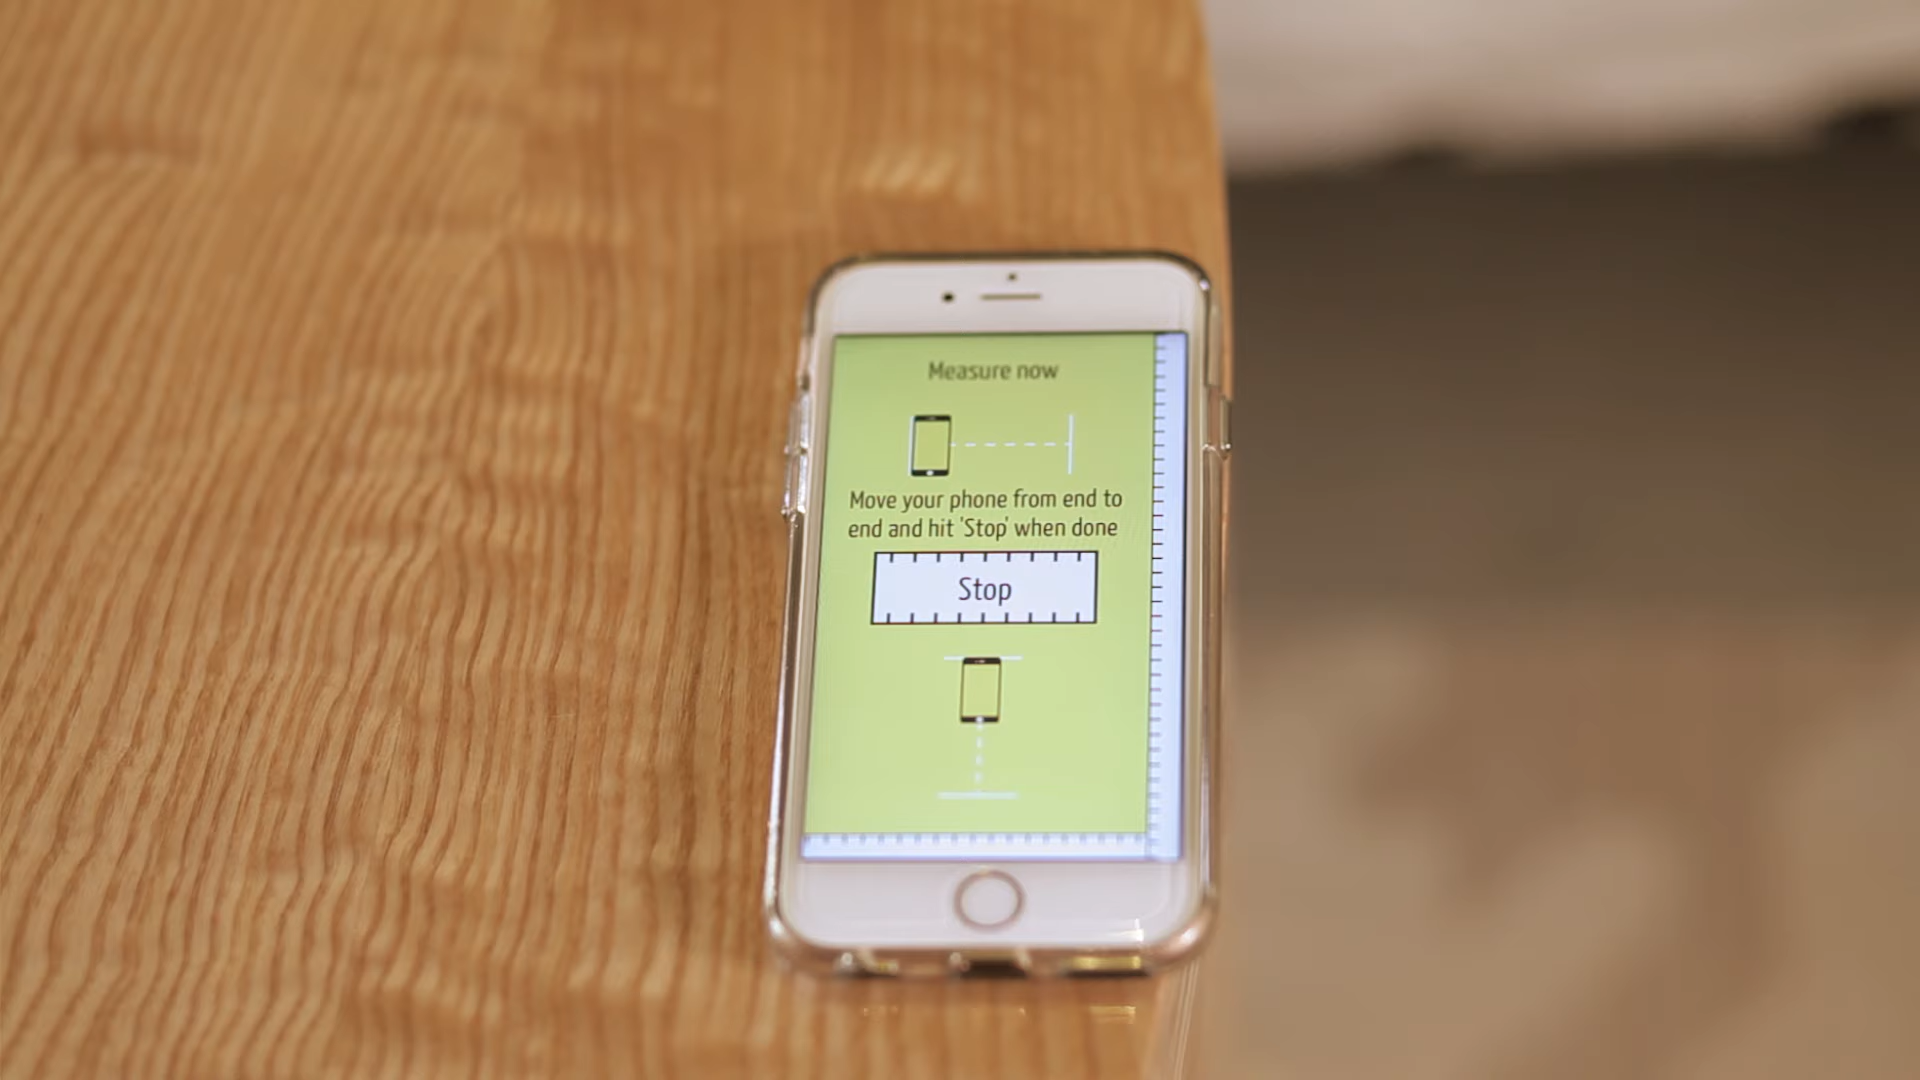 Measure now
Move your phone from end to
end and hit 'Stop' when done
Stop